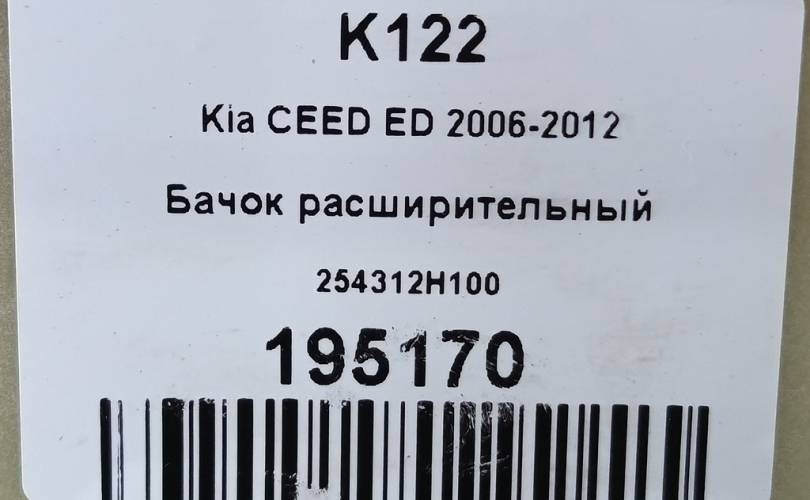 K122
Kia CEED ED 2006-2012
Бачок расширительный
254312H100
195170